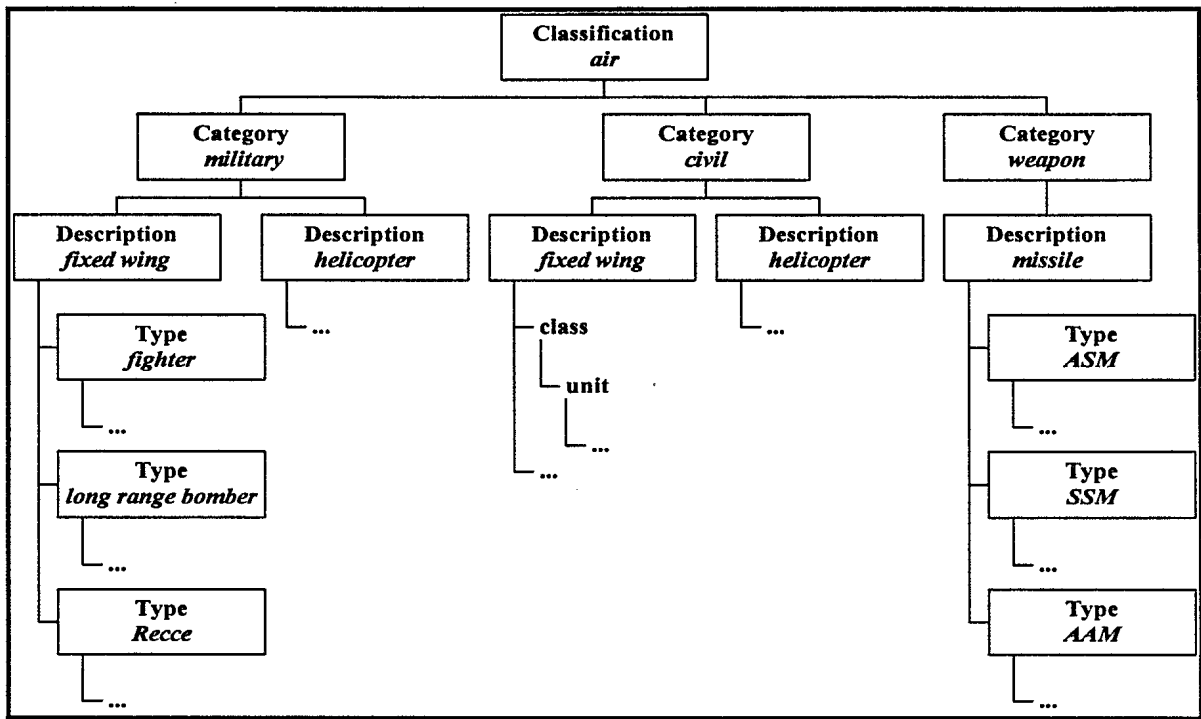 Classification
air
Category
military
Category
civil
Category
weapon
Description
fixed wing
Description
helicopter
Description
fixed wing
Description
helicopter
Description
missile
Type
fighter
...
Type
long range bomber
...
Type
Recce
...
...
class
unit
...
...
...
Type
ASM
...
Type
SSM
...
Type
AAM
...